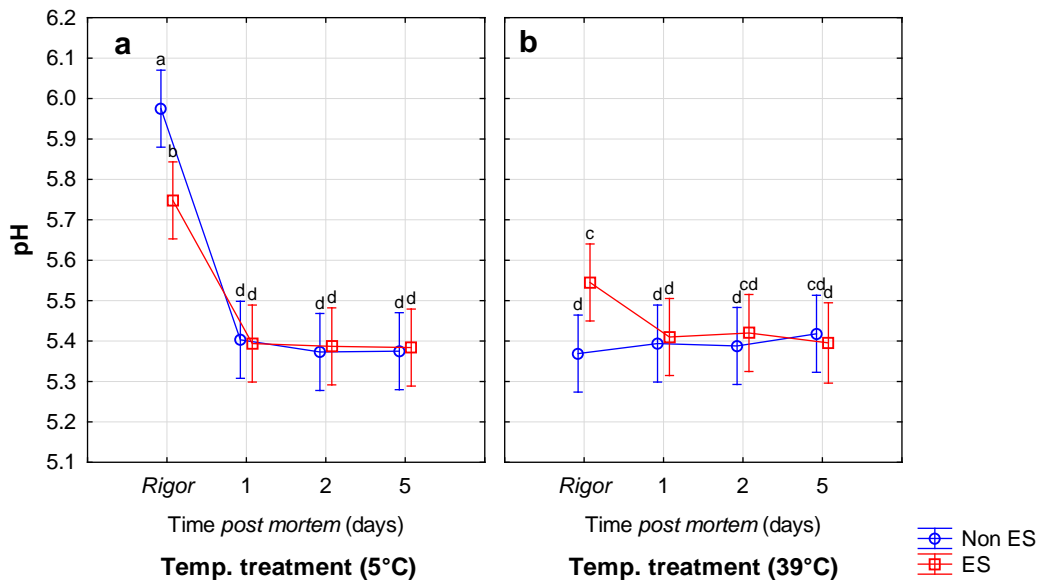 6.2
6.1
6.0
5.9
5.8
5.7
5.6
5.5
5.4
5.3
5.2
5.1
pH
a
a
b
d d
d d
d d
Rigor 1 2 5
Time post mortem (days)
Temp. treatment (5°C)
b
c
d
d d
d cd
cd d
Rigor 1 2 5
Time post mortem (days)
Temp. treatment (39°C)
Non ES
ES